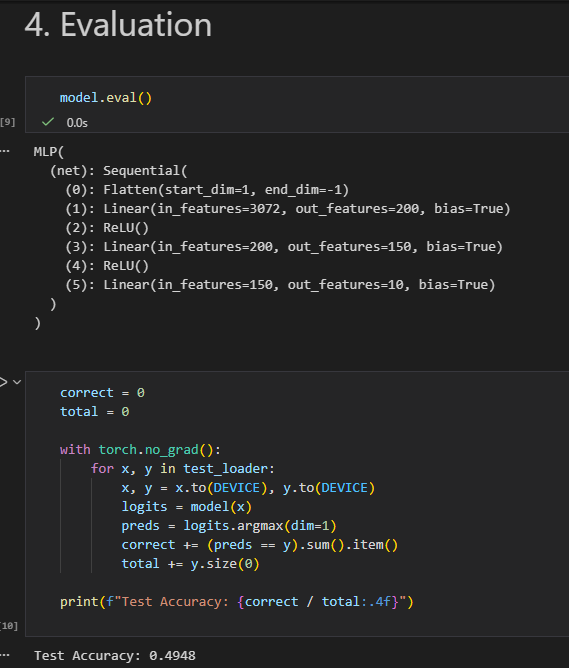 4. Evaluation
model.eval()
[9]
0.0s
...
MLP(
  (net): Sequential(
    (0): Flatten(start_dim=1, end_dim=-1)
    (1): Linear(in_features=3072, out_features=200, bias=True)
    (2): ReLU()
    (3): Linear(in_features=200, out_features=150, bias=True)
    (4): ReLU()
    (5): Linear(in_features=150, out_features=10, bias=True)
  )
)
correct = 0
total = 0
with torch.no_grad():
    for x, y in test_loader:
        x, y = x.to(DEVICE), y.to(DEVICE)
        logits = model(x)
        preds = logits.argmax(dim=1)
        correct += (preds == y).sum().item()
        total += y.size(0)
print(f"Test Accuracy: {correct / total:.4f}")
[10]
...
Test Accuracy: 0.4948